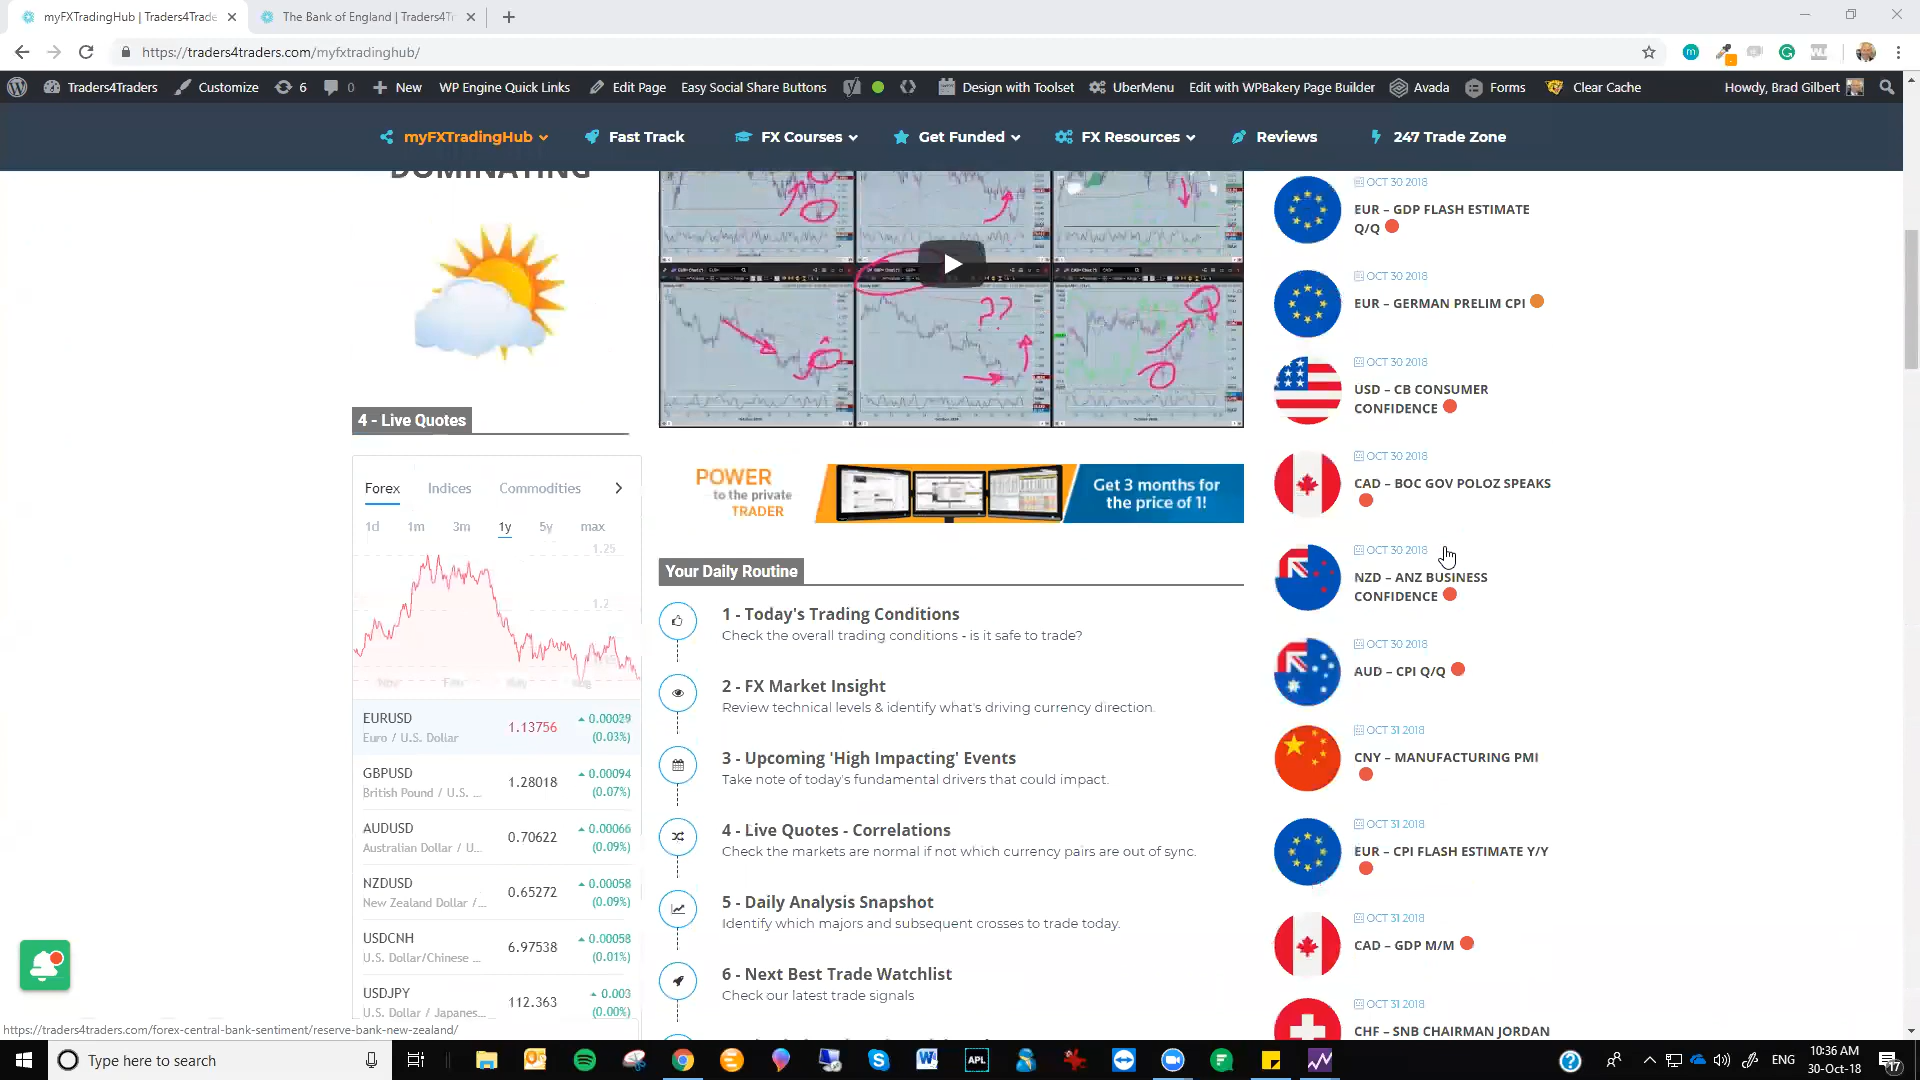 myFXTradingHub | Traders4Trade
The Bank of England | Traders4T
https://traders4traders.com/myfxtradinghub/
Traders4Traders
Customize
6
0
New
WP Engine Quick Links
Edit Page
Easy Social Share Buttons
Design with Toolset
UberMenu
Edit with WPBakery Page Builder
Avada
Forms
Clear Cache
Howdy, Brad Gilbert
myFXTradingHub
Fast Track
FX Courses
Get Funded
FX Resources
Reviews
247 Trade Zone
DOMINATING
4 - Live Quotes
Forex
Indices
Commodities
1d
1m
3m
1y
5y
max
1.25
1.2
Nov
May
Aug
EURUSD
Euro / U.S. Dollar
1.13756
0.00029
(0.03%)
GBPUSD
British Pound / U.S. ...
1.28018
0.00094
(0.07%)
AUDUSD
Australian Dollar / U...
0.70622
0.00066
(0.09%)
NZDUSD
New Zealand Dollar /...
0.65272
0.00058
(0.09%)
USDCNH
U.S. Dollar/Chinese ...
6.97538
0.00058
(0.01%)
USDJPY
U.S. Dollar / Japanes...
112.363
0.003
(0.00%)
??
POWER
to the private
TRADER
Get 3 months for
the price of 1!
Your Daily Routine
1 - Today's Trading Conditions
Check the overall trading conditions - is it safe to trade?
2 - FX Market Insight
Review technical levels & identify what's driving currency direction.
3 - Upcoming 'High Impacting' Events
Take note of today's fundamental drivers that could impact.
4 - Live Quotes - Correlations
Check the markets are normal if not which currency pairs are out of sync.
5 - Daily Analysis Snapshot
Identify which majors and subsequent crosses to trade today.
6 - Next Best Trade Watchlist
Check our latest trade signals
OCT 30 2018
EUR – GDP FLASH ESTIMATE
Q/Q
OCT 30 2018
EUR – GERMAN PRELIM CPI
OCT 30 2018
USD – CB CONSUMER
CONFIDENCE
OCT 30 2018
CAD – BOC GOV POLOZ SPEAKS
OCT 30 2018
NZD – ANZ BUSINESS
CONFIDENCE
OCT 30 2018
AUD – CPI Q/Q
OCT 31 2018
CNY – MANUFACTURING PMI
OCT 31 2018
EUR – CPI FLASH ESTIMATE Y/Y
OCT 31 2018
CAD – GDP M/M
OCT 31 2018
CHF – SNB CHAIRMAN JORDAN
https://traders4traders.com/forex-central-bank-sentiment/reserve-bank-new-zealand/
Type here to search
APL
ENG
10:36 AM
30-Oct-18
17